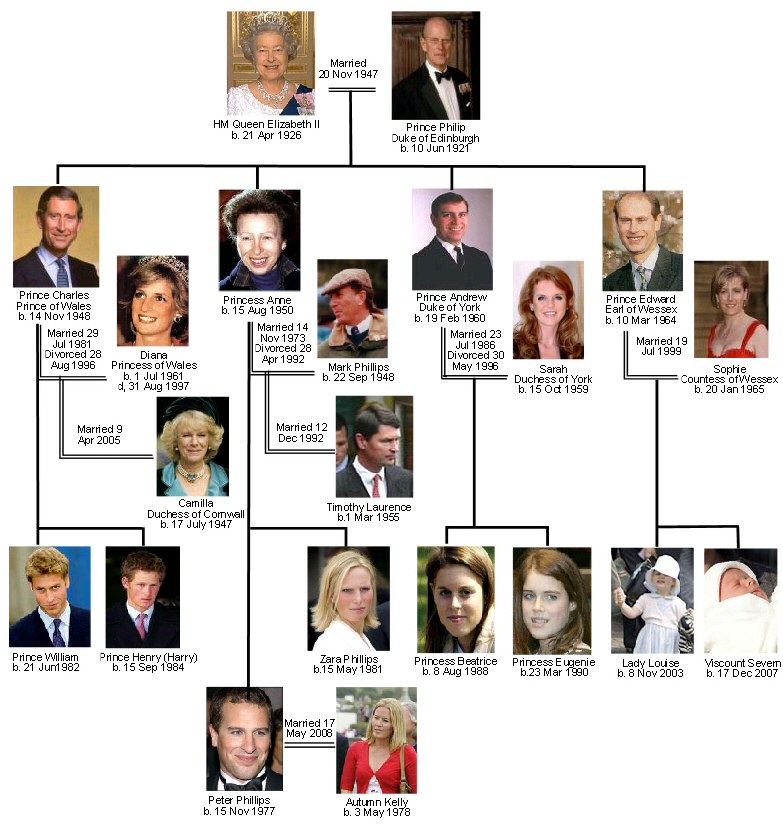 HM Queen Elizabeth II
b. 21 Apr 1926
Married
20 Nov 1947
Prince Philip
Duke of Edinburgh
b. 10 Jun 1921
Prince Charles
Prince of Wales
b. 14 Nov 1948
Married 29
Jul 1981
Divorced 28
Aug 1996
Diana
Princess of Wales
b. 1 Jul 1961
d, 31 Aug 1997
Married 9
Apr 2005
Camilla
Duchess of Cornwall
b. 17 July 1947
Princess Anne
b. 15 Aug 1950
Married 14
Nov 1973
Divorced 28
Apr 1992
Mark Phillips
b. 22 Sep 1948
Married 12
Dec 1992
Timothy Laurence
b.1 Mar 1955
Prince Andrew
Duke of York
b. 19 Feb 1960
Married 23
Jul 1986
Divorced 30
May 1996
Sarah
Duchess of York
b. 15 Oct 1959
Prince Edward
Earl of Wessex
b. 10 Mar 1964
Married 19
Jul 1999
Sophie
Countess of Wessex
b. 20 Jan 1965
Prince William
b. 21 Jun1982
Prince Henry (Harry)
b. 15 Sep 1984
Zara Phillips
b.15 May 1981
Princess Beatrice
b. 8 Aug 1988
Princess Eugenie
b.23 Mar 1990
Lady Louise
b. 8 Nov 2003
Viscount Severn
b. 17 Dec 2007
Peter Phillips
b. 15 Nov 1977
Married 17
May 2008
Autumn Kelly
b. 3 May 1978